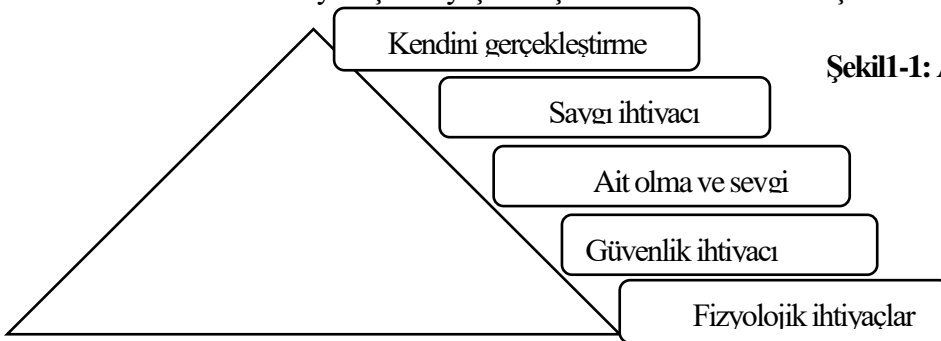 Kendini gerçekleştirme
Şekil1-1:
Saygı ihtiyacı
Ait olma ve sevgi
Güvenlik ihtiyacı
Fizyolojik ihtiyaçlar